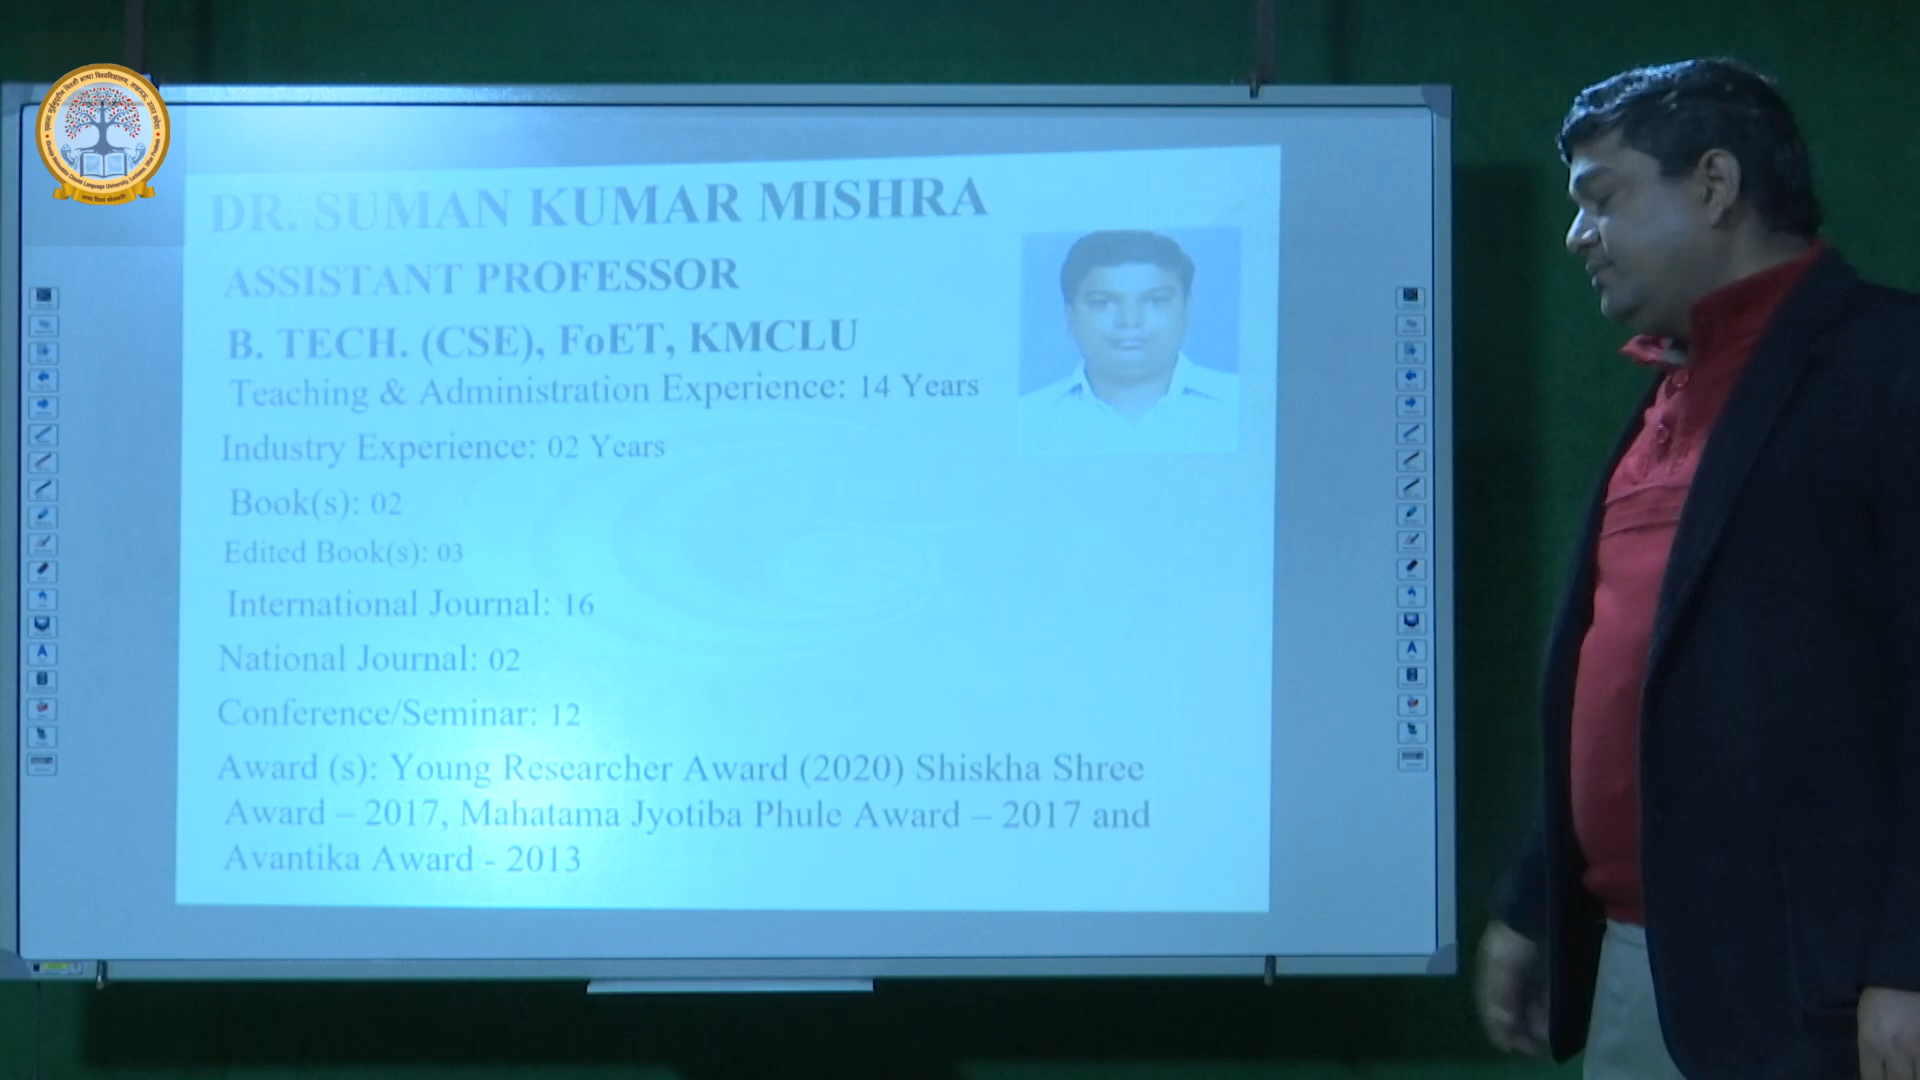 DR. SUMAN KUMAR MISHRA
ASSISTANT PROFESSOR
B. TECH. (CSE), FoET, KMCLU
Teaching & Administration Experience: 14 Years
Industry Experience: 02 Years
Book(s): 02
Edited Book(s): 03
International Journal: 16
National Journal: 02
Conference/Seminar: 12
Award (s): Young Researcher Award (2020) Shiskha Shree
Award – 2017, Mahatama Jyotiba Phule Award – 2017 and
Avantika Award - 2013